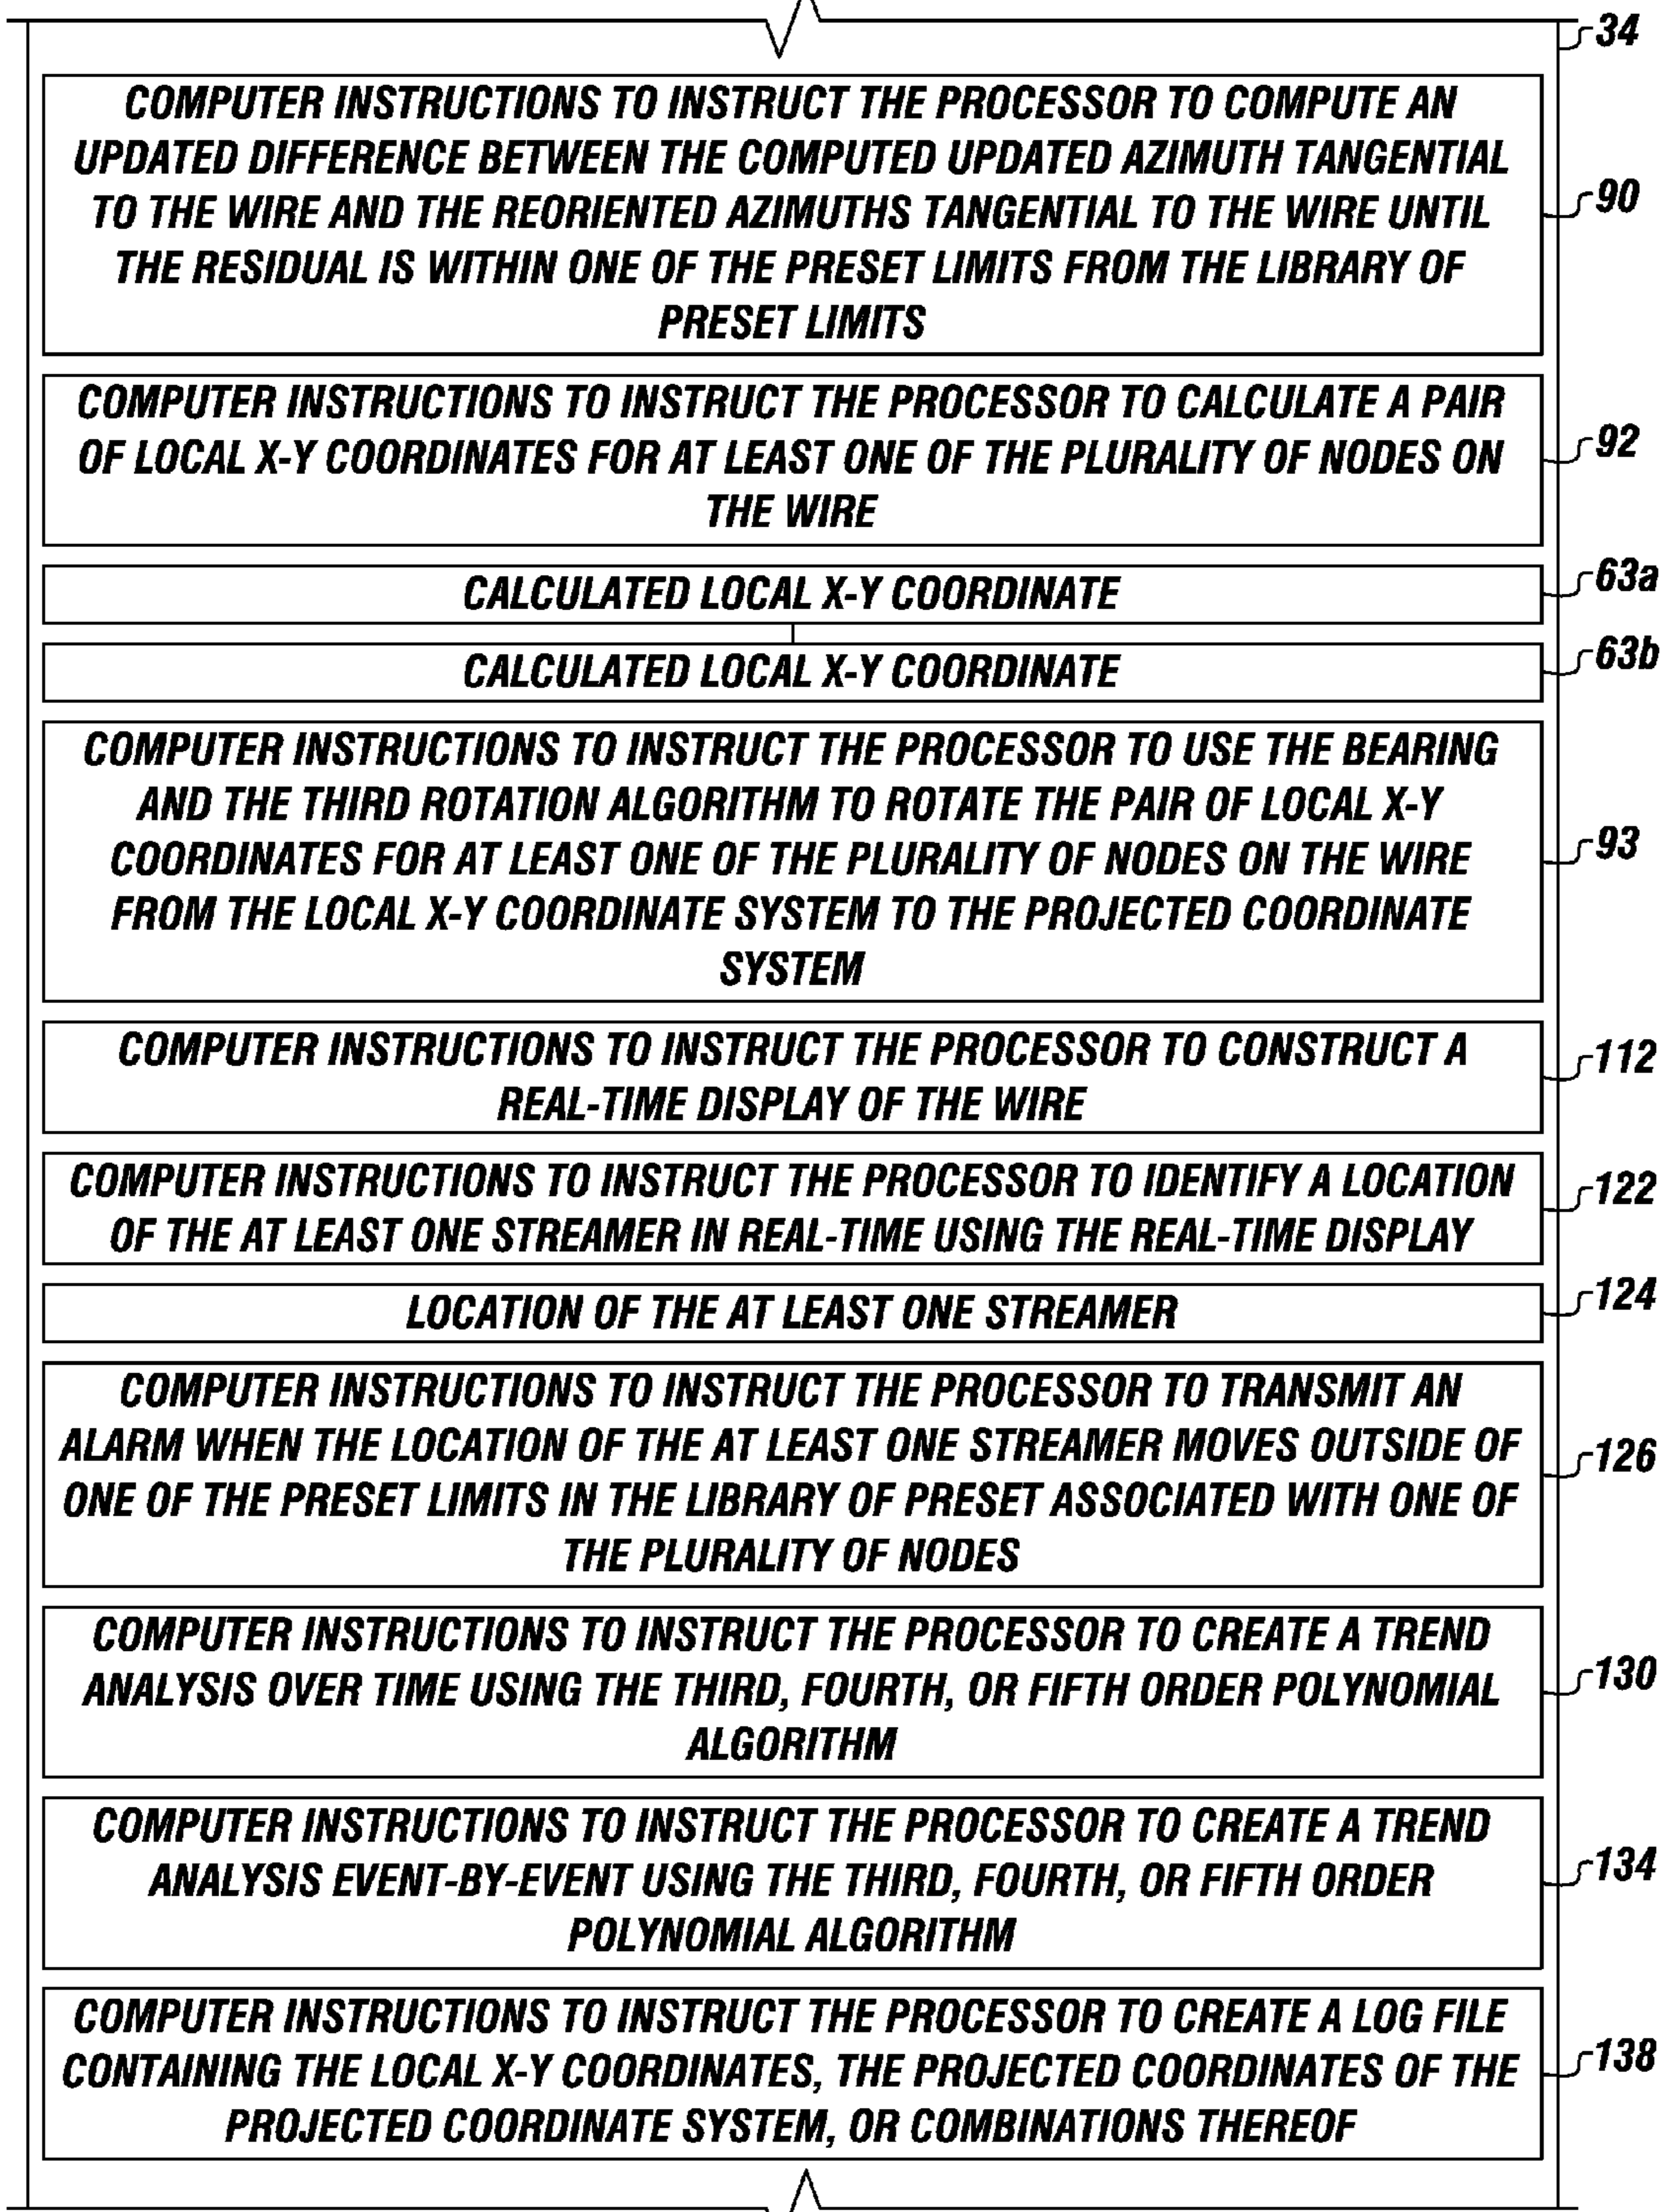 34
COMPUTER INSTRUCTIONS TO INSTRUCT THE PROCESSOR TO COMPUTE AN
UPDATED DIFFERENCE BETWEEN THE COMPUTED UPDATED AZIMUTH TANGENTIAL
TO THE WIRE AND THE REORIENTED AZIMUTHS TANGENTIAL TO THE WIRE UNTIL
THE RESIDUAL IS WITHIN ONE OF THE PRESET LIMITS FROM THE LIBRARY OF
PRESET LIMITS
90
COMPUTER INSTRUCTIONS TO INSTRUCT THE PROCESSOR TO CALCULATE A PAIR
OF LOCAL X-Y COORDINATES FOR AT LEAST ONE OF THE PLURALITY OF NODES ON
THE WIRE
92
CALCULATED LOCAL X-Y COORDINATE
63a
CALCULATED LOCAL X-Y COORDINATE
63b
COMPUTER INSTRUCTIONS TO INSTRUCT THE PROCESSOR TO USE THE BEARING
AND THE THIRD ROTATION ALGORITHM TO ROTATE THE PAIR OF LOCAL X-Y
COORDINATES FOR AT LEAST ONE OF THE PLURALITY OF NODES ON THE WIRE
FROM THE LOCAL X-Y COORDINATE SYSTEM TO THE PROJECTED COORDINATE
SYSTEM
93
COMPUTER INSTRUCTIONS TO INSTRUCT THE PROCESSOR TO CONSTRUCT A
REAL-TIME DISPLAY OF THE WIRE
112
COMPUTER INSTRUCTIONS TO INSTRUCT THE PROCESSOR TO IDENTIFY A LOCATION
OF THE AT LEAST ONE STREAMER IN REAL-TIME USING THE REAL-TIME DISPLAY
122
LOCATION OF THE AT LEAST ONE STREAMER
124
COMPUTER INSTRUCTIONS TO INSTRUCT THE PROCESSOR TO TRANSMIT AN
ALARM WHEN THE LOCATION OF THE AT LEAST ONE STREAMER MOVES OUTSIDE OF
ONE OF THE PRESET LIMITS IN THE LIBRARY OF PRESET ASSOCIATED WITH ONE OF
THE PLURALITY OF NODES
126
COMPUTER INSTRUCTIONS TO INSTRUCT THE PROCESSOR TO CREATE A TREND
ANALYSIS OVER TIME USING THE THIRD, FOURTH, OR FIFTH ORDER POLYNOMIAL
ALGORITHM
130
COMPUTER INSTRUCTIONS TO INSTRUCT THE PROCESSOR TO CREATE A TREND
ANALYSIS EVENT-BY-EVENT USING THE THIRD, FOURTH, OR FIFTH ORDER
POLYNOMIAL ALGORITHM
134
COMPUTER INSTRUCTIONS TO INSTRUCT THE PROCESSOR TO CREATE A LOG FILE
CONTAINING THE LOCAL X-Y COORDINATES, THE PROJECTED COORDINATES OF THE
PROJECTED COORDINATE SYSTEM, OR COMBINATIONS THEREOF
138